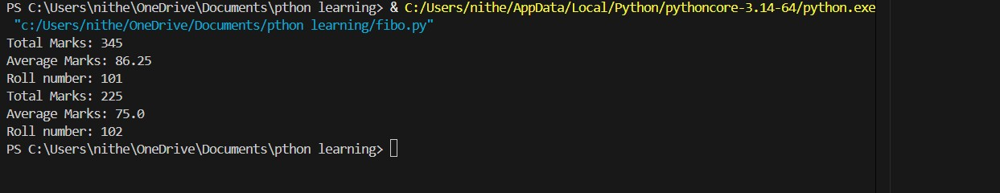 PS C:\Users\nithe\OneDrive\Documents\pthon learning> & C:/Users/nithe/AppData/Local/Python/pythoncore-3.14-64/python.exe
"c:/Users/nithe/OneDrive/Documents/pthon learning/fibo.py"
Total Marks: 345
Average Marks: 86.25
Roll number: 101
Total Marks: 225
Average Marks: 75.0
Roll number: 102
PS C:\Users\nithe\OneDrive\Documents\pthon learning>